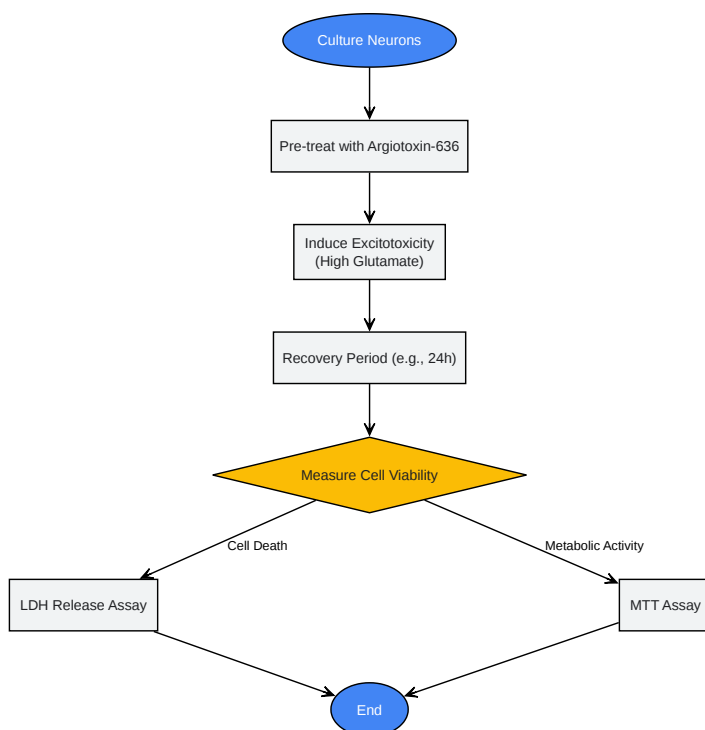 Culture Neurons
Pre-treat with Argiotoxin-636
Induce Excitotoxicity
(High Glutamate)
Recovery Period (e.g., 24h)
Measure Cell Viability
Cell Death
Metabolic Activity
LDH Release Assay
MTT Assay
End